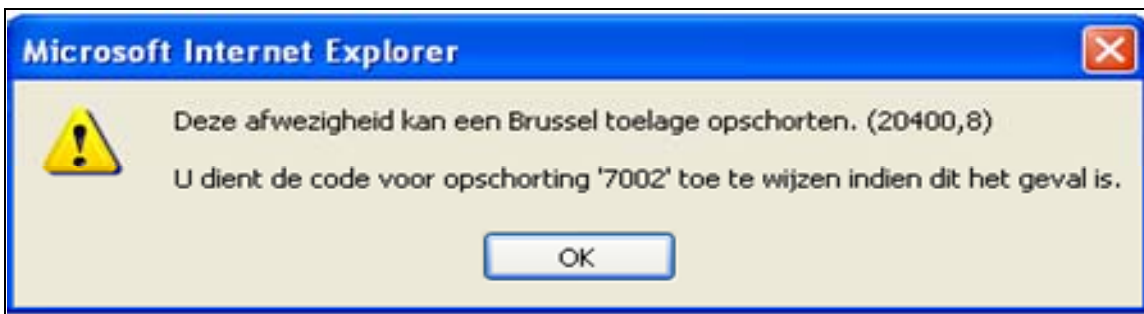 Microsoft Internet Explorer
Deze afwezigheid kan een Brussel toelage opschorten. (20400,8)
U dient de code voor opschorting '7002' toe te wijzen indien dit het geval is.
OK